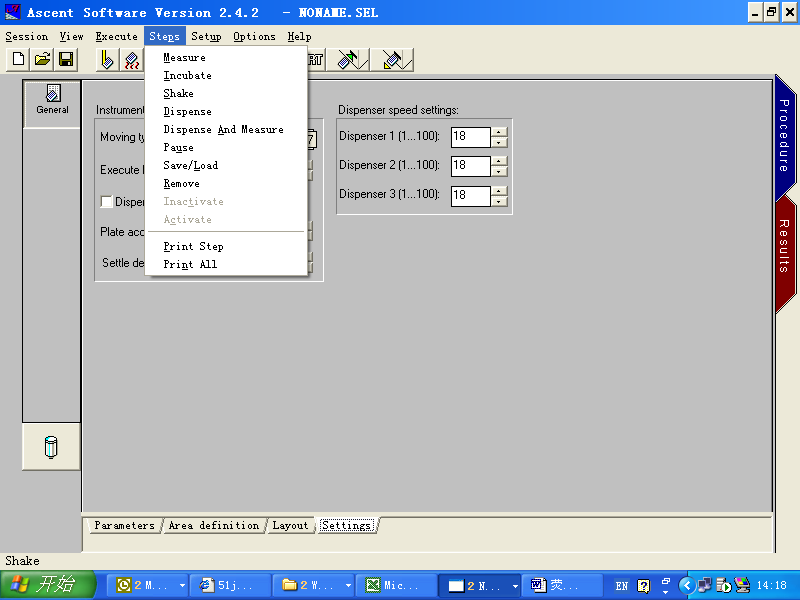 Ascent Software Version 2.4.2 - NONAME.SEL
Session View Execute Steps Setup Options Help
Measure
Incubate
Shake
Dispense
Dispense And Measure
Pause
Save/Load
Remove
Inactivate
Activate
Print Step
Print All
General
Instrument
Moving ty
Execute
Dispen
Plate acc
Settle de
Dispenser speed settings:
Dispenser 1 (1...100): 18
Dispenser 2 (1...100): 18
Dispenser 3 (1...100): 18
Procedure
Results
Parameters Area definition Layout Settings
Shake
开始 2 M... 51j... 2 W... Mic... 2 N... 荧... EN 14:18